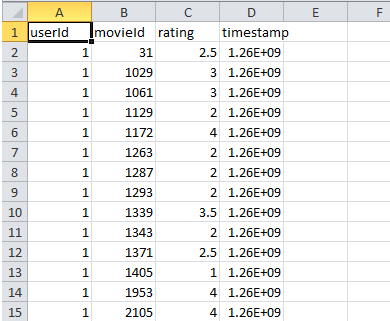 A B C D E F
1 userId movieId rating timestamp
2 1 31 2.5 1.26E+09
3 1 1029 3 1.26E+09
4 1 1061 3 1.26E+09
5 1 1129 2 1.26E+09
6 1 1172 4 1.26E+09
7 1 1263 2 1.26E+09
8 1 1287 2 1.26E+09
9 1 1293 2 1.26E+09
10 1 1339 3.5 1.26E+09
11 1 1343 2 1.26E+09
12 1 1371 2.5 1.26E+09
13 1 1405 1 1.26E+09
14 1 1953 4 1.26E+09
15 1 2105 4 1.26E+09